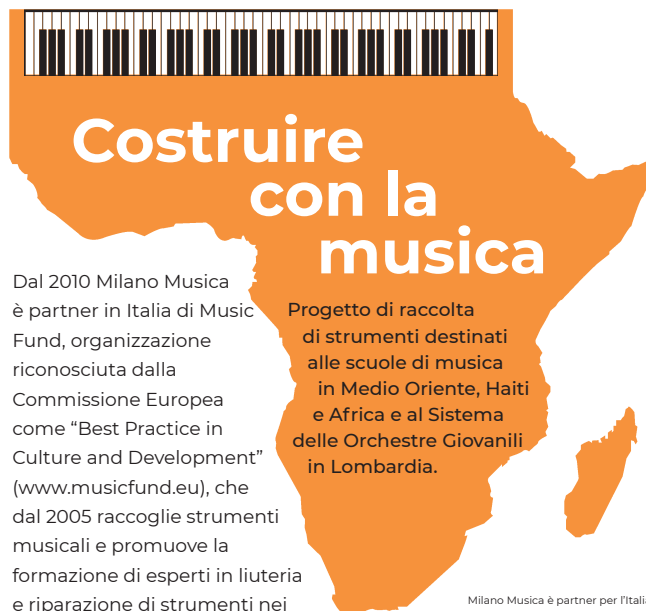 Costruire
con la
musica
Dal 2010 Milano Musica
è partner in Italia di Music
Fund, organizzazione
riconosciuta dalla
Commissione Europea
come “Best Practice in
Culture and Development”
(www.musicfund.eu), che
dal 2005 raccoglie strumenti
musicali e promuove la
formazione di esperti in liuteria
e riparazione di strumenti nei
Progetto di raccolta
di strumenti destinati
alle scuole di musica
in Medio Oriente, Haiti
e Africa e al Sistema
delle Orchestre Giovanili
in Lombardia.
Milano Musica è partner per l’Italia